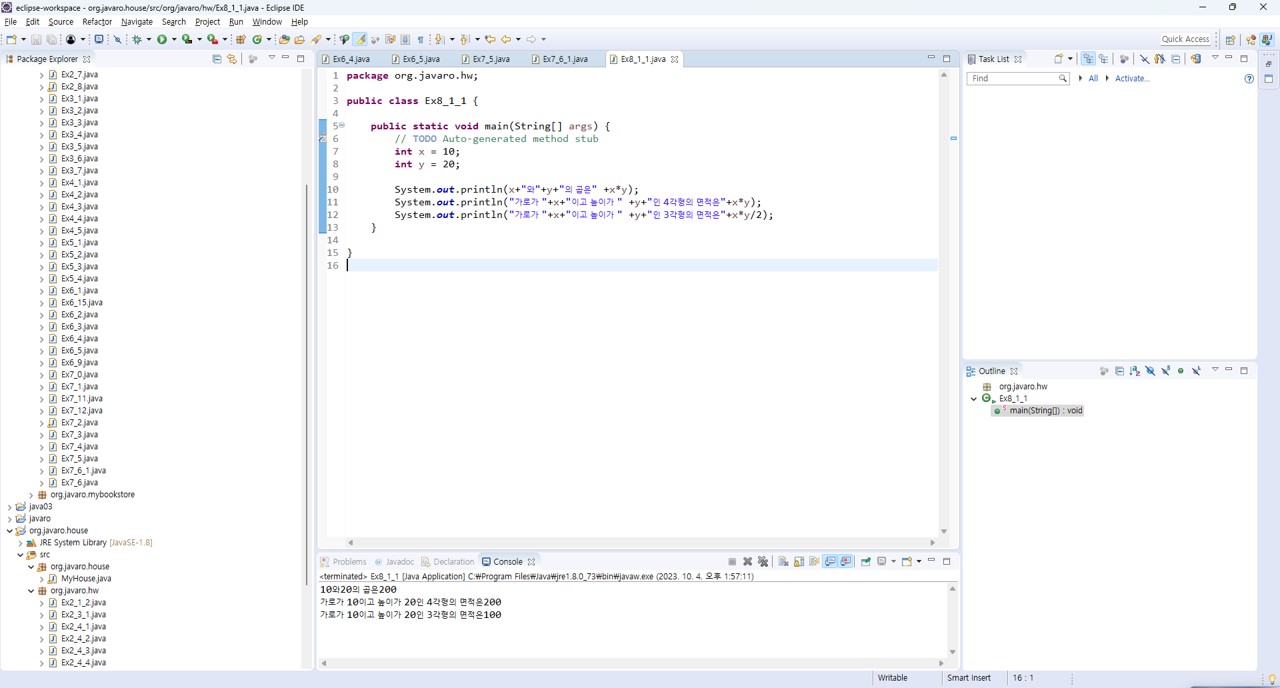 eclipse-workspace - org.javaro.house/src/org/javaro/hw/Ex8_1_1.java - Eclipse IDE
File Edit Source Refactor Navigate Search Project Run Window Help
Quick Access
Package Explorer
Ex2_7.java
Ex2_8.java
Ex3_1.java
Ex3_2.java
Ex3_3.java
Ex3_4.java
Ex3_5.java
Ex3_6.java
Ex3_7.java
Ex4_1.java
Ex4_2.java
Ex4_3.java
Ex4_4.java
Ex4_5.java
Ex5_1.java
Ex5_2.java
Ex5_3.java
Ex5_4.java
Ex6_1.java
Ex6_15.java
Ex6_2.java
Ex6_3.java
Ex6_4.java
Ex6_5.java
Ex6_9.java
Ex7_0.java
Ex7_1.java
Ex7_11.java
Ex7_12.java
Ex7_2.java
Ex7_3.java
Ex7_4.java
Ex7_5.java
Ex7_6_1.java
Ex7_6.java
org.javaro.mybookstore
java03
javaro
org.javaro.house
JRE System Library [JavaSE-1.8]
src
org.javaro.house
MyHouse.java
org.javaro.hw
Ex2_1_2.java
Ex2_3_1.java
Ex2_4_1.java
Ex2_4_2.java
Ex2_4_3.java
Ex2_4_4.java
Ex6_4.java Ex6_5.java Ex7_5.java Ex7_6_1.java Ex8_1_1.java
1 package org.javaro.hw;
2
3 public class Ex8_1_1 {
4
5 public static void main(String[] args) {
6 // TODO Auto-generated method stub
7 int x = 10;
8 int y = 20;
9
10 System.out.println(x+"와"+y+"의 곱은" +x*y);
11 System.out.println("가로가 "+x+"이고 높이가 " +y+"인 4각형의 면적은"+x*y);
12 System.out.println("가로가 "+x+"이고 높이가 " +y+"인 3각형의 면적은"+x*y/2);
13 }
14
15 }
16
Problems Javadoc Declaration Console
<terminated> Ex8_1_1 [Java Application] C:₩Program Files₩Java₩jre1.8.0_73₩bin₩javaw.exe (2023. 10. 4. 오후 1:57:11)
10와20의 곱은200
가로가 10이고 높이가 20인 4각형의 면적은200
가로가 10이고 높이가 20인 3각형의 면적은100
Task List
Find All Activate...
Outline
org.javaro.hw
Ex8_1_1
main(String[]) : void
Writable Smart Insert 16 : 1